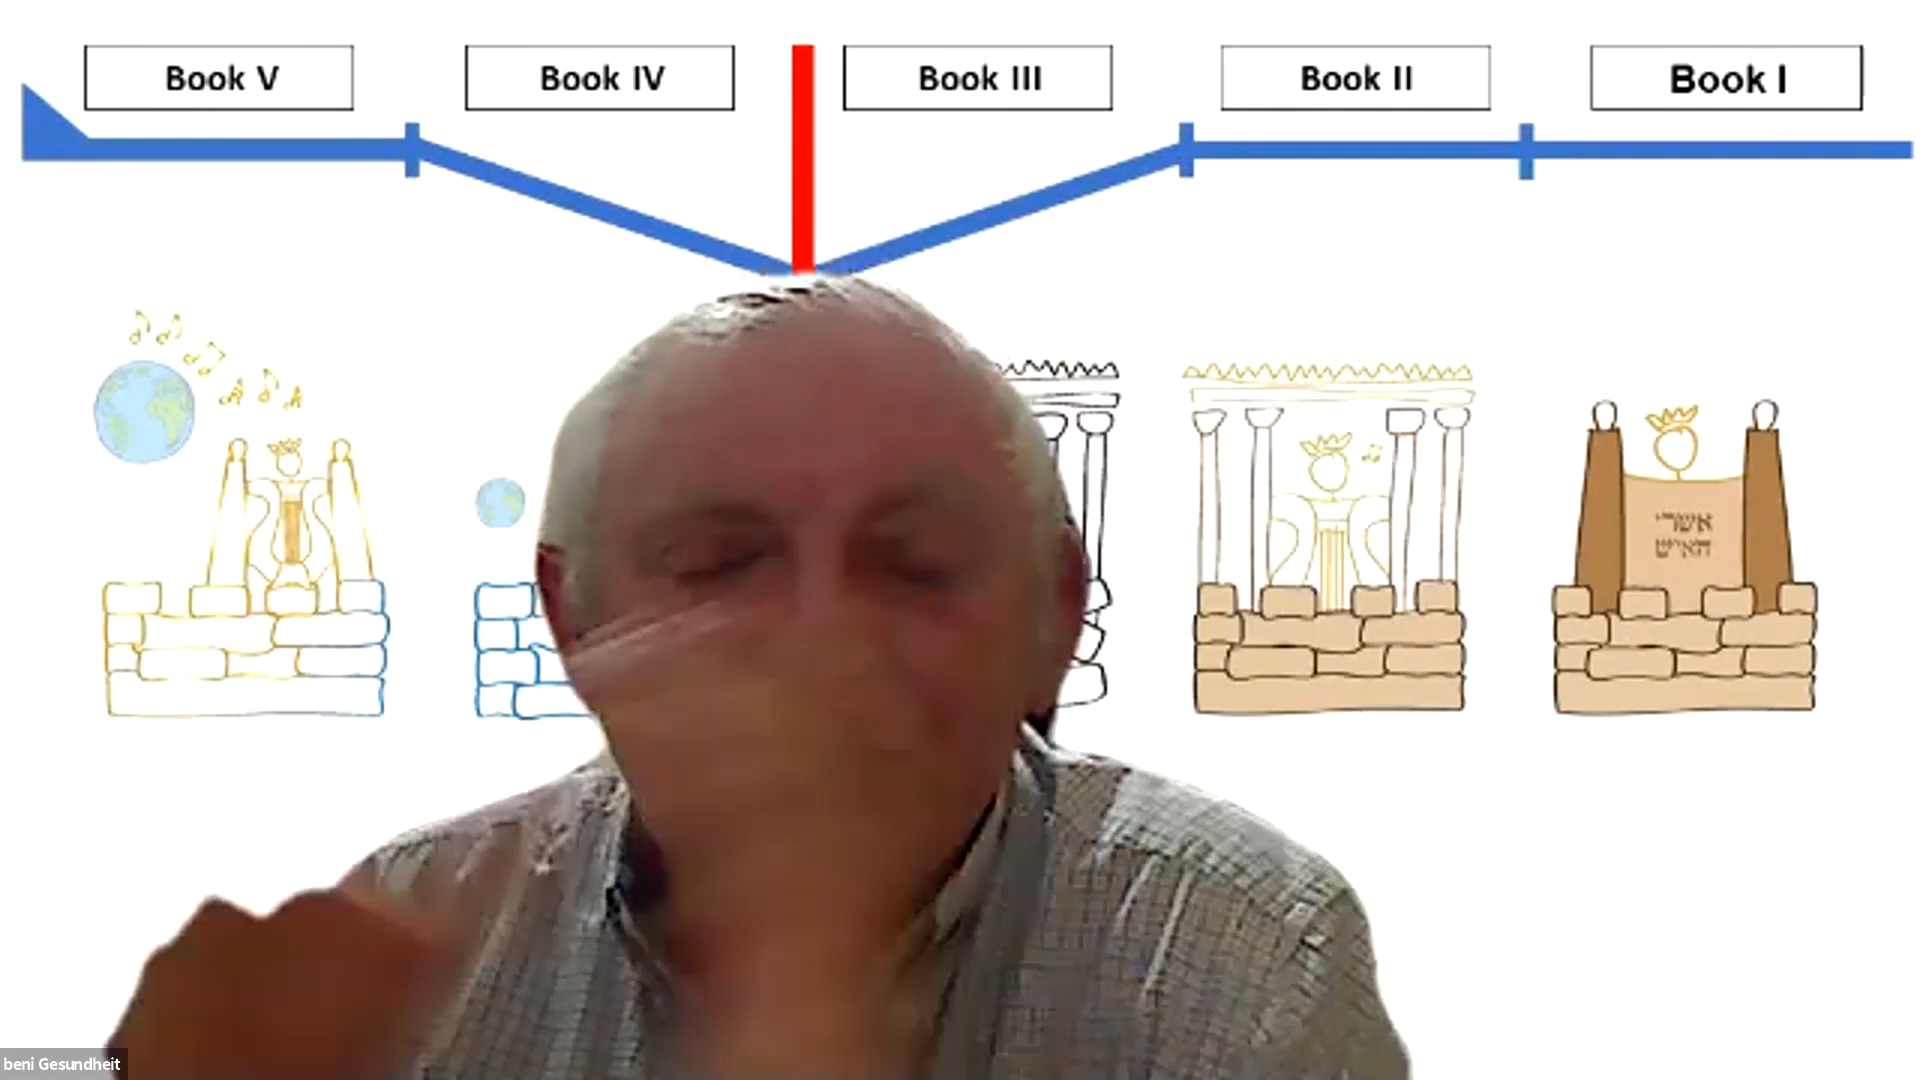 Book V
Book IV
Book III
Book II
Book I
אשרי
האיש
beni Gesundheit